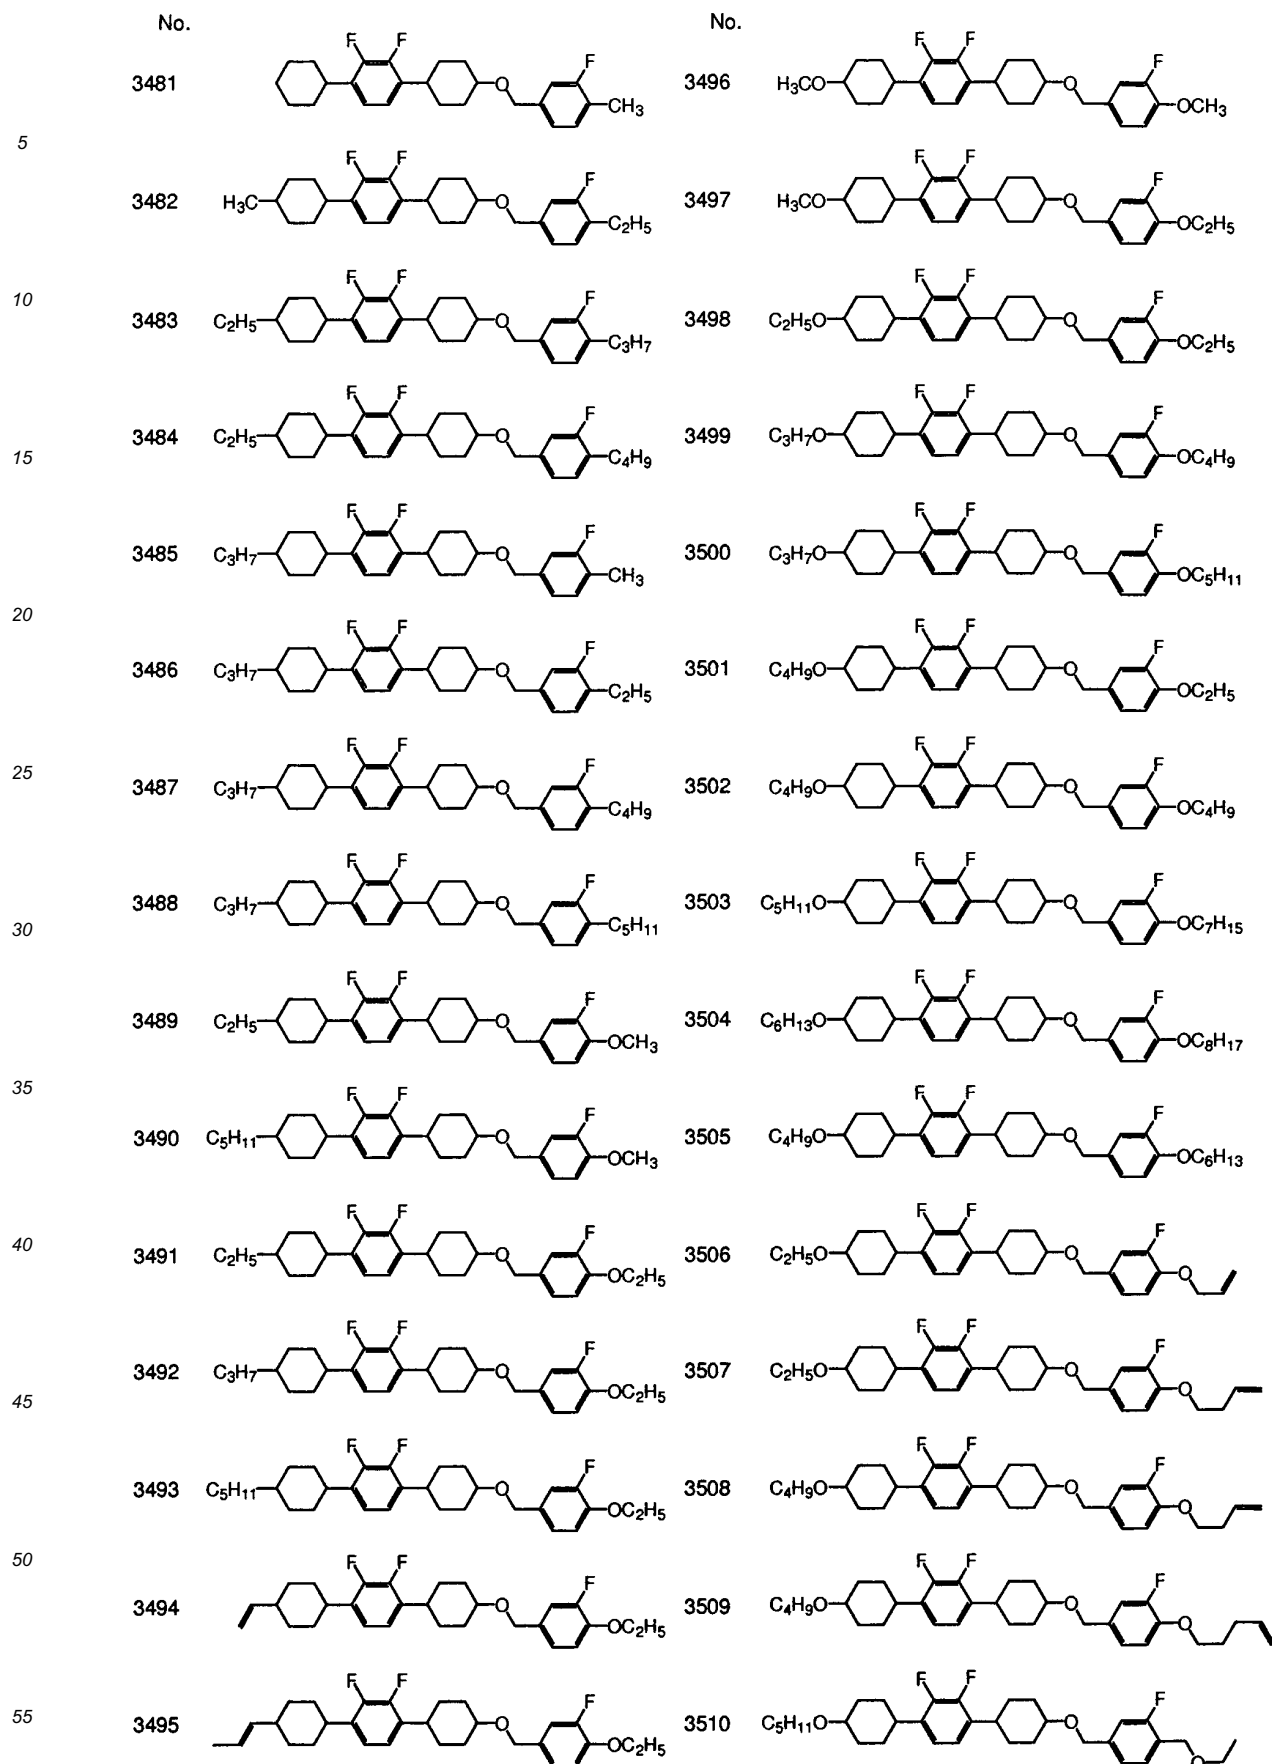 No. No.
F F F F
3481 O F CH3 3496 H3CO O F OCH3
5
F F F F
3482 H3C O F C2H5 3497 H3CO O F OC2H5
10
F F F F
3483 C2H5 O F C3H7 3498 C2H5O O F OC2H5
F F F F
3484 C2H5 O F C4H9 3499 C3H7O O F OC4H9
15
F F F F
3485 C3H7 O F CH3 3500 C3H7O O F OC5H11
20
F F F F
3486 C3H7 O F C2H5 3501 C4H9O O F OC2H5
F F F F
25
3487 C3H7 O F C4H9 3502 C4H9O O F OC4H9
F F F F
3488 C3H7 O F C5H11 3503 C5H11O O F OC7H15
30
F F F F
3489 C2H5 O F OCH3 3504 C6H13O O F OC8H17
35
F F F F
3490 C5H11 O F OCH3 3505 C4H9O O F OC6H13
F F F F
40
3491 C2H5 O F OC2H5 3506 C2H5O O F O
F F F F
3492 C3H7 O F OC2H5 3507 C2H5O O F O
45
F F F F
3493 C5H11 O F OC2H5 3508 C4H9O O F O
50
F F F F
3494 O F OC2H5 3509 C4H9O O F O
F F F F
55
3495 O F OC2H5 3510 C5H11O O F O